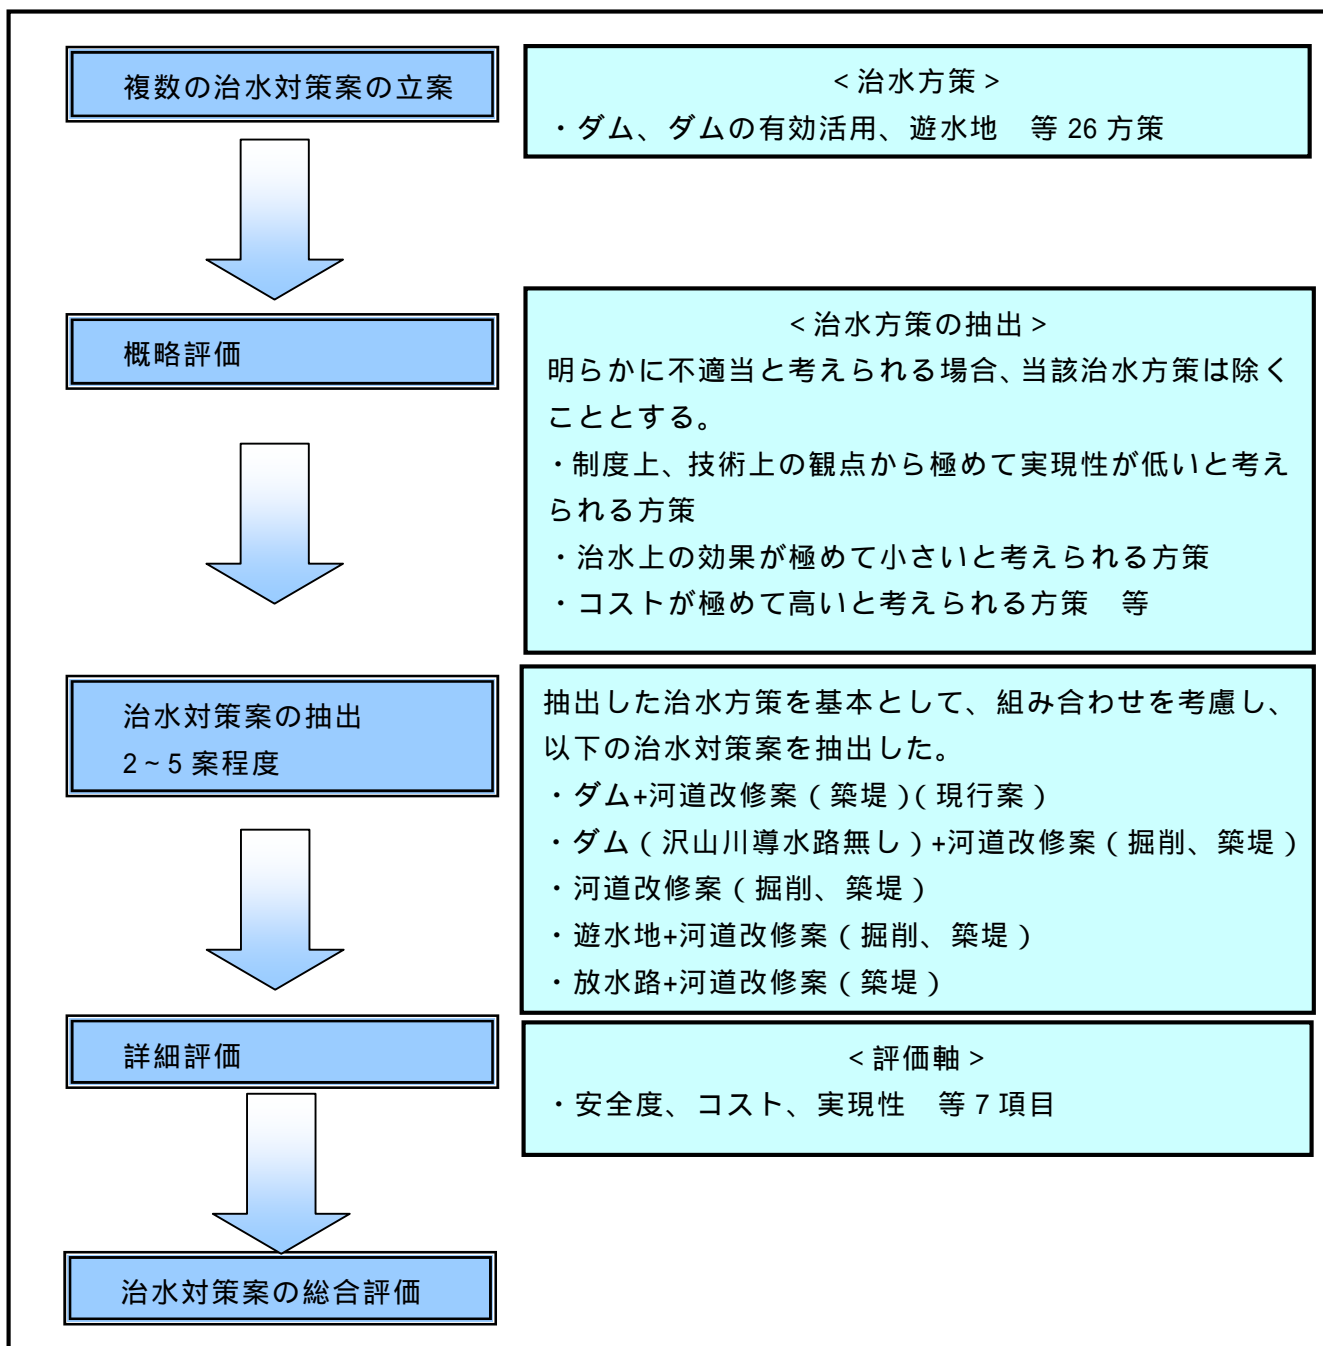 複数の治水対策案の立案
＜治水方策＞
・ダム、ダムの有効活用、遊水地　等 26 方策
概略評価
＜治水方策の抽出＞
明らかに不適当と考えられる場合、当該治水方策は除く
こととする。
・制度上、技術上の観点から極めて実現性が低いと考え
られる方策
・治水上の効果が極めて小さいと考えられる方策
・コストが極めて高いと考えられる方策　等
治水対策案の抽出
2～5 案程度
抽出した治水方策を基本として、組み合わせを考慮し、
以下の治水対策案を抽出した。
・ダム+河道改修案（築堤）（現行案）
・ダム（沢山川導水路無し）+河道改修案（掘削、築堤）
・河道改修案（掘削、築堤）
・遊水地+河道改修案（掘削、築堤）
・放水路+河道改修案（築堤）
詳細評価
＜評価軸＞
・安全度、コスト、実現性　等 7 項目
治水対策案の総合評価